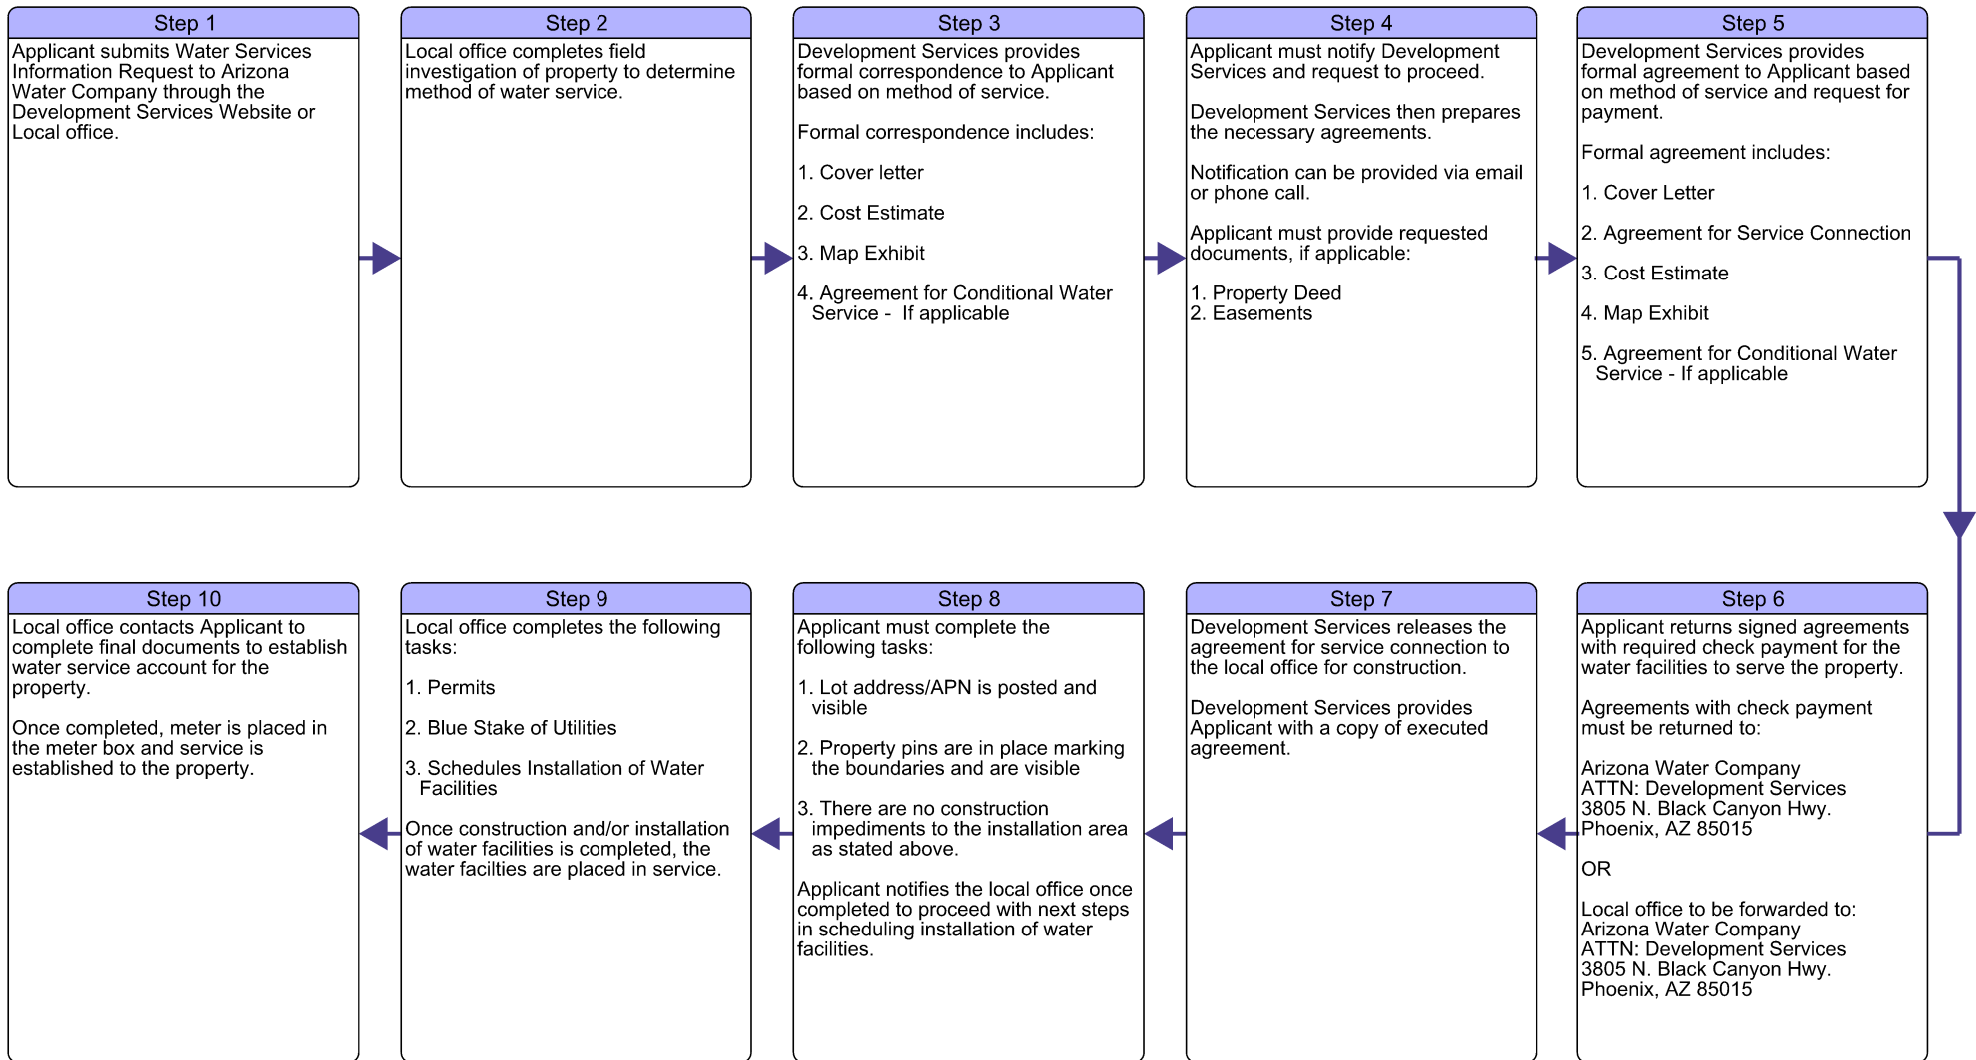 Step 1
Applicant submits Water Services
Information Request to Arizona
Water Company through the
Development Services Website or
Local office.
Step 2
Local office completes field
investigation of property to determine
method of water service.
Step 3
Development Services provides
formal correspondence to Applicant
based on method of service.
Formal correspondence includes:
1. Cover letter
2. Cost Estimate
3. Map Exhibit
4. Agreement for Conditional Water
Service -  If applicable
Step 4
Applicant must notify Development
Services and request to proceed.
Development Services then prepares
the necessary agreements.
Notification can be provided via email
or phone call.
Applicant must provide requested
documents, if applicable:
1. Property Deed
2. Easements
Step 5
Development Services provides
formal agreement to Applicant based
on method of service and request for
payment.
Formal agreement includes:
1. Cover Letter
2. Agreement for Service Connection
3. Cost Estimate
4. Map Exhibit
5. Agreement for Conditional Water
Service - If applicable
Step 6
Applicant returns signed agreements
with required check payment for the
water facilities to serve the property.
Agreements with check payment
must be returned to:
Arizona Water Company
ATTN: Development Services
3805 N. Black Canyon Hwy.
Phoenix, AZ 85015
OR
Local office to be forwarded to:
Arizona Water Company
ATTN: Development Services
3805 N. Black Canyon Hwy.
Phoenix, AZ 85015
Step 7
Development Services releases the
agreement for service connection to
the local office for construction.
Development Services provides
Applicant with a copy of executed
agreement.
Step 8
Applicant must complete the
following tasks:
1. Lot address/APN is posted and
visible
2. Property pins are in place marking
the boundaries and are visible
3. There are no construction
impediments to the installation area
as stated above.
Applicant notifies the local office once
completed to proceed with next steps
in scheduling installation of water
facilities.
Step 9
Local office completes the following
tasks:
1. Permits
2. Blue Stake of Utilities
3. Schedules Installation of Water
Facilities
Once construction and/or installation
of water facilities is completed, the
water facilties are placed in service.
Step 10
Local office contacts Applicant to
complete final documents to establish
water service account for the
property.
Once completed, meter is placed in
the meter box and service is
established to the property.